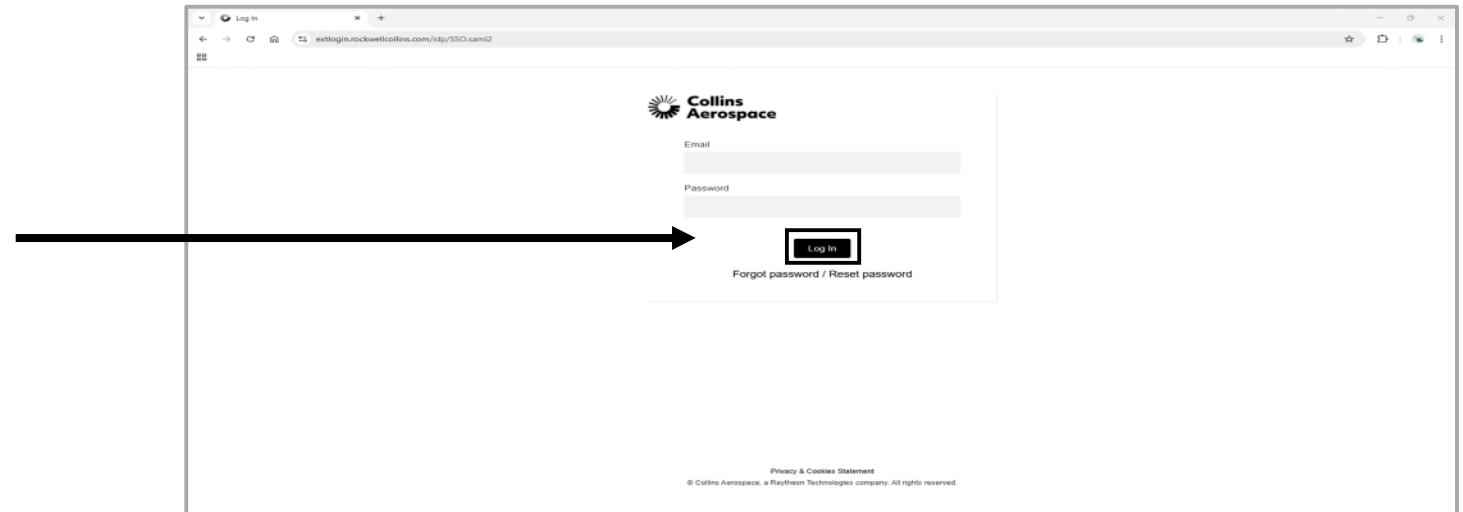 Log In
extlogin.rockwellcollins.com/idp/SSO.saml2
Collins
Aerospace
Email
Password
Log In
Forgot password / Reset password
Privacy & Cookies Statement
© Collins Aerospace, a Raytheon Technologies company. All rights reserved.